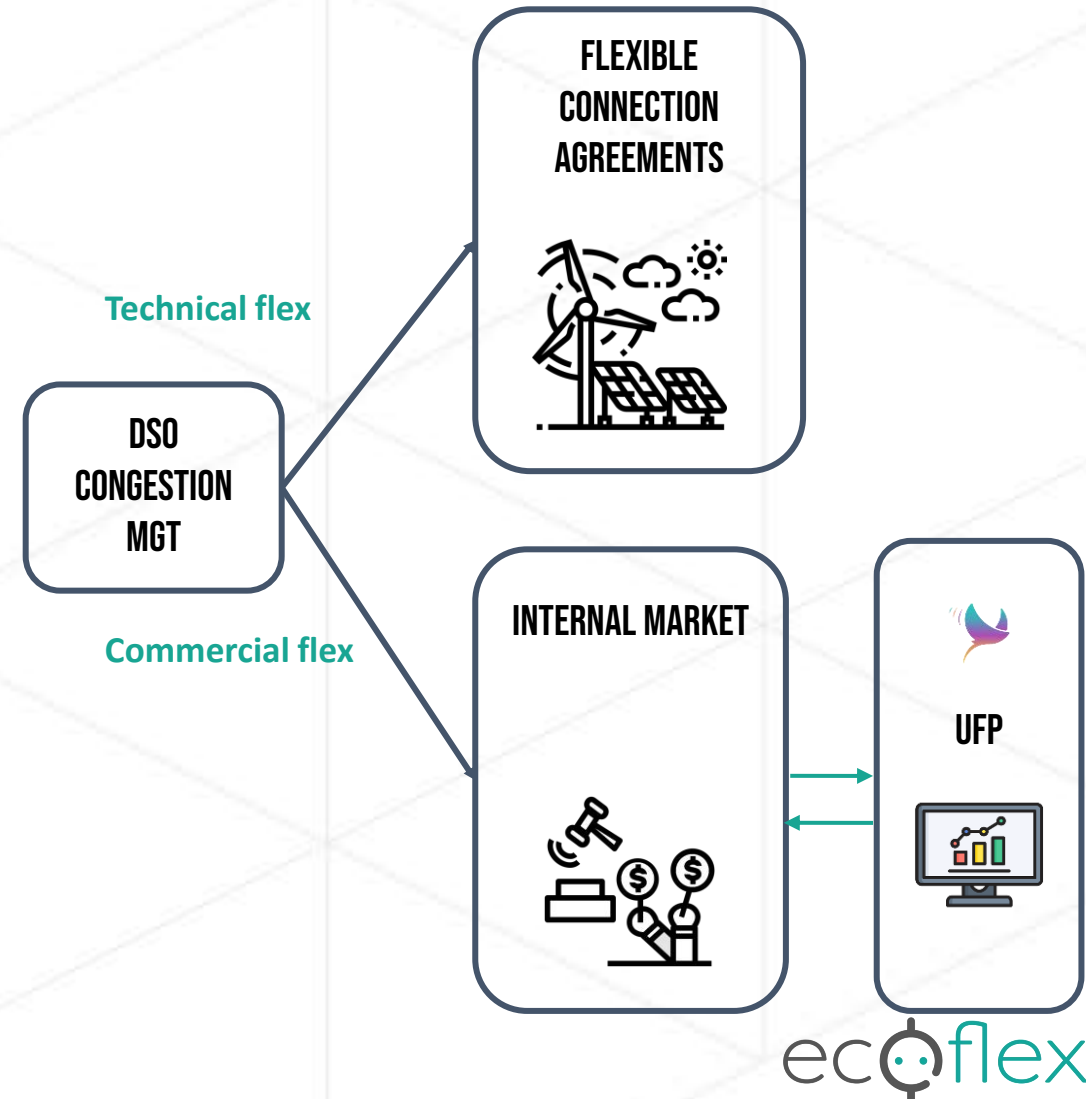 FLEXIBLE
CONNECTION
AGREEMENTS
Technical flex
DSO
CONGESTION
MGT
Commercial flex
INTERNAL MARKET
$ $
UFP
ecoflex